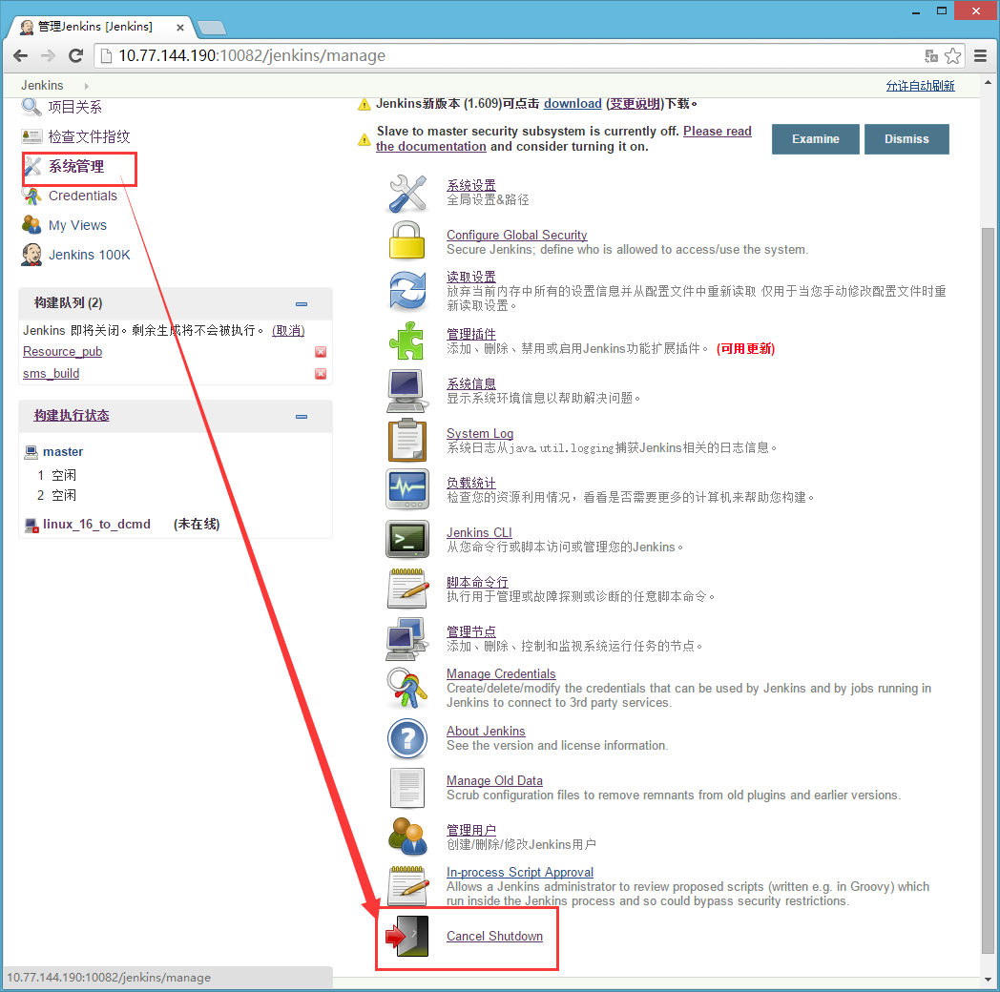 管理Jenkins [Jenkins]
10.77.144.190:10082/jenkins/manage
Jenkins
允许自动刷新
项目关系
检查文件指纹
系统管理
Credentials
My Views
Jenkins 100K
构建队列 (2)
Jenkins 即将关闭。剩余生成将不会被执行。 (取消)
Resource_pub
sms_build
构建执行状态
master
1 空闲
2 空闲
linux_16_to_dcmd (未在线)
Jenkins新版本 (1.609)可点击 download (变更说明)下载。
Slave to master security subsystem is currently off. Please read
the documentation and consider turning it on.
Examine
Dismiss
系统设置
全局设置&路径
Configure Global Security
Secure Jenkins; define who is allowed to access/use the system.
读取设置
放弃当前内存中所有的设置信息并从配置文件中重新读取 仅用于当您手动修改配置文件时重
新读取设置。
管理插件
添加、删除、禁用或启用Jenkins功能扩展插件。 (可用更新)
系统信息
显示系统环境信息以帮助解决问题。
System Log
系统日志从java.util.logging捕获Jenkins相关的日志信息。
负载统计
检查您的资源利用情况，看看是否需要更多的计算机来帮助您构建。
Jenkins CLI
从您命令行或脚本访问或管理您的Jenkins。
>_
脚本命令行
执行用于管理或故障探测或诊断的任意脚本命令。
管理节点
添加、删除、控制和监视系统运行任务的节点。
Manage Credentials
Create/delete/modify the credentials that can be used by Jenkins and by jobs running in
Jenkins to connect to 3rd party services.
?
About Jenkins
See the version and license information.
Manage Old Data
Scrub configuration files to remove remnants from old plugins and earlier versions.
管理用户
创建/删除/修改Jenkins用户
In-process Script Approval
Allows a Jenkins administrator to review proposed scripts (written e.g. in Groovy) which
run inside the Jenkins process and so could bypass security restrictions.
Cancel Shutdown
10.77.144.190:10082/jenkins/manage